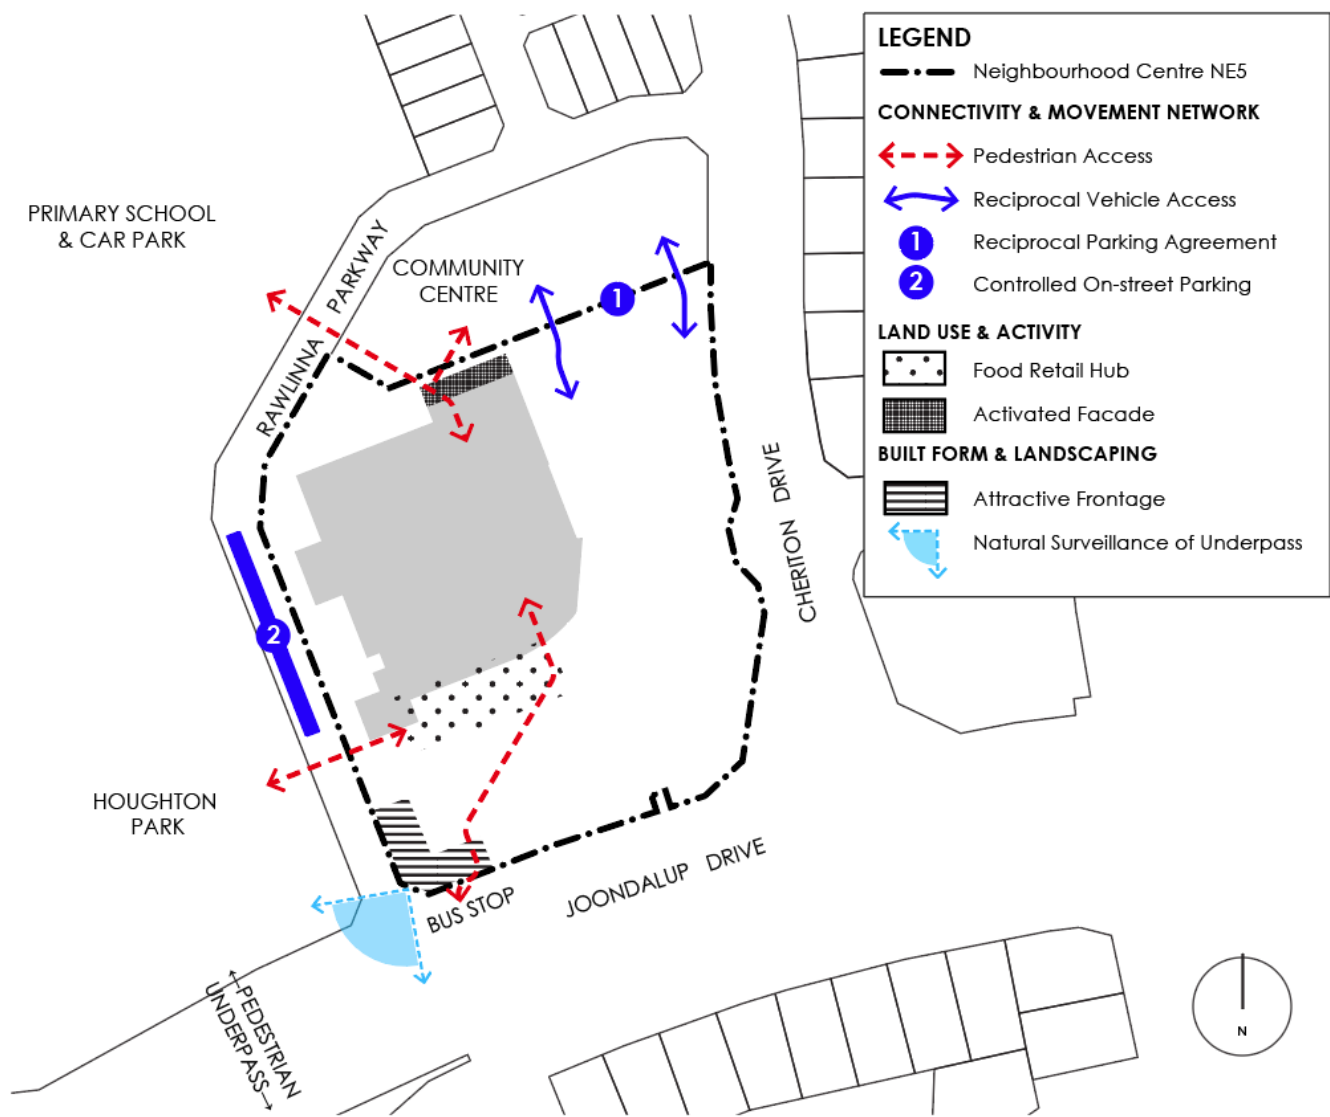 LEGEND
Neighbourhood Centre NE5
CONNECTIVITY & MOVEMENT NETWORK
Pedestrian Access
Reciprocal Vehicle Access
1 Reciprocal Parking Agreement
2 Controlled On-street Parking
LAND USE & ACTIVITY
Food Retail Hub
Activated Facade
BUILT FORM & LANDSCAPING
Attractive Frontage
Natural Surveillance of Underpass
PRIMARY SCHOOL
& CAR PARK
RAWLINNA PARKWAY
COMMUNITY
CENTRE
1
CHERITON DRIVE
2
HOUGHTON
PARK
BUS STOP
JOONDALUP DRIVE
PEDESTRIAN
UNDERPASS
N